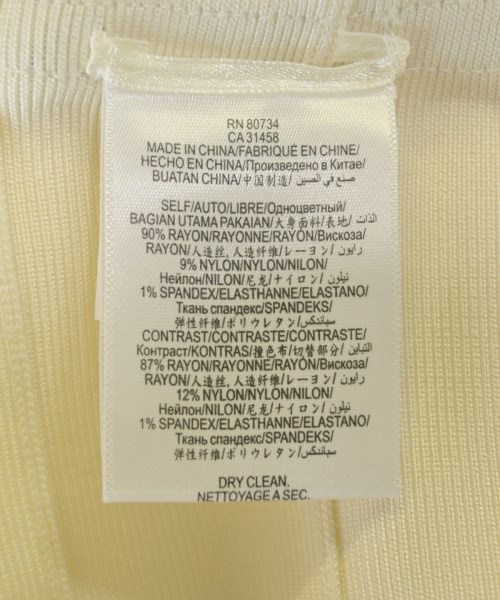 RN 80734
CA 31458
MADE IN CHINA/FABRIQUÉ EN CHINE/
HECHO EN CHINA/Произведено в Китае/
BUATAN CHINA/中国制造/ صنع في الصين
SELF/AUTO/LIBRE/Одноцветный/
BAGIAN UTAMA PAKAIAN/大身面料/表地/ الذات
90% RAYON/RAYONNE/RAYÓN/Вискоза/
RAYON/人造丝,人造纤维/レーヨン/ رايون
9% NYLON/NYLON/NILON/
Нейлон/NILON/尼龙/ナイロン/ نيلون
1% SPANDEX/ELASTHANNE/ELASTANO/
Ткань спандекс/SPANDEKS/
弹性纤维/ポリウレタン/ سباندكس
CONTRAST/CONTRASTE/CONTRASTE/
Контраст/KONTRAS/撞色布/切替部分/ التباين
87% RAYON/RAYONNE/RAYÓN/Вискоза/
RAYON/人造丝,人造纤维/レーヨン/ رايون
12% NYLON/NYLON/NILON/
Нейлон/NILON/尼龙/ナイロン/ نيلون
1% SPANDEX/ELASTHANNE/ELASTANO/
Ткань спандекс/SPANDEKS/
弹性纤维/ポリウレタン/ سباندكس
DRY CLEAN.
NETTOYAGE A SEC.